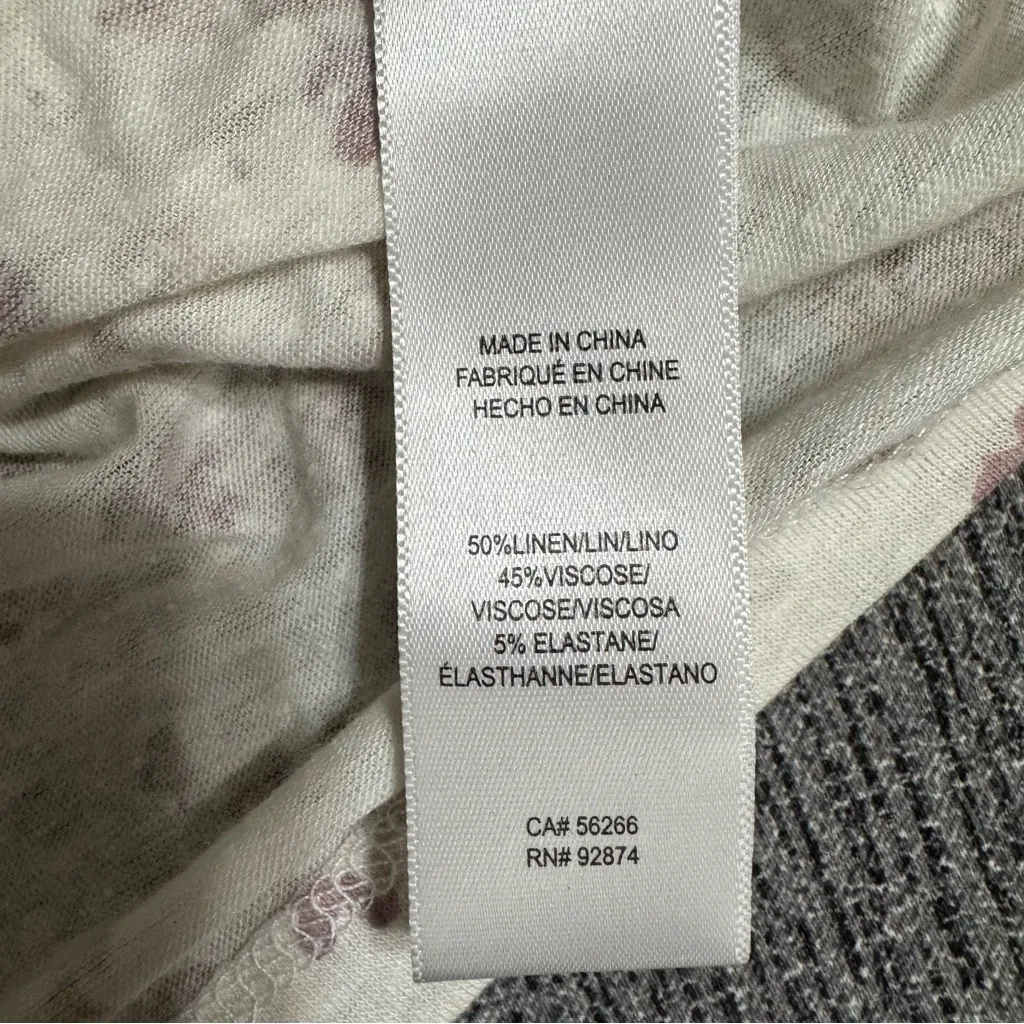 MADE IN CHINA
FABRIQUÉ EN CHINE
HECHO EN CHINA
50%LINEN/LIN/LINO
45%VISCOSE/
VISCOSE/VISCOSA
5% ELASTANE/
ÉLASTHANNE/ELASTANO
CA# 56266
RN# 92874